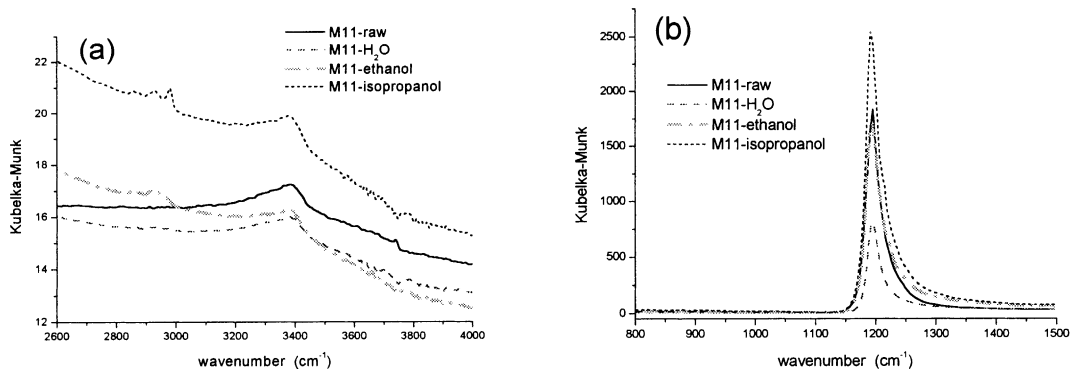 (a)
M11-raw
M11-H2O
M11-ethanol
M11-isopropanol
22
20
18
16
14
12
Kubelka-Munk
2600 2800 3000 3200 3400 3600 3800 4000
wavenumber (cm-1)
(b)
M11-raw
M11-H2O
M11-ethanol
M11-isopropanol
2500
2000
1500
1000
500
0
Kubelka-Munk
800 900 1000 1100 1200 1300 1400 1500
wavenumber (cm-1)